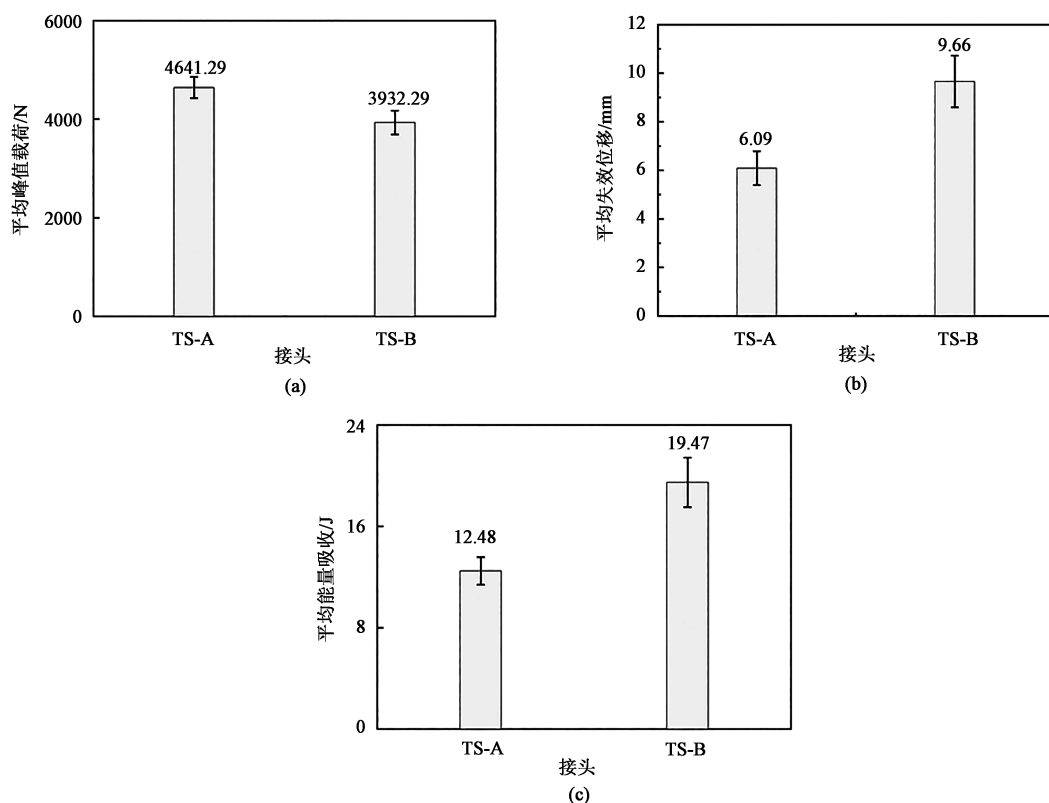 6000
4000
2000
0
平均峰值载荷/N
4641.29
3932.29
TS-A
TS-B
接头
(a)
12
10
8
6
4
2
0
平均失效位移/mm
6.09
9.66
TS-A
TS-B
接头
(b)
24
16
8
0
平均能量吸收/J
12.48
19.47
TS-A
TS-B
接头
(c)